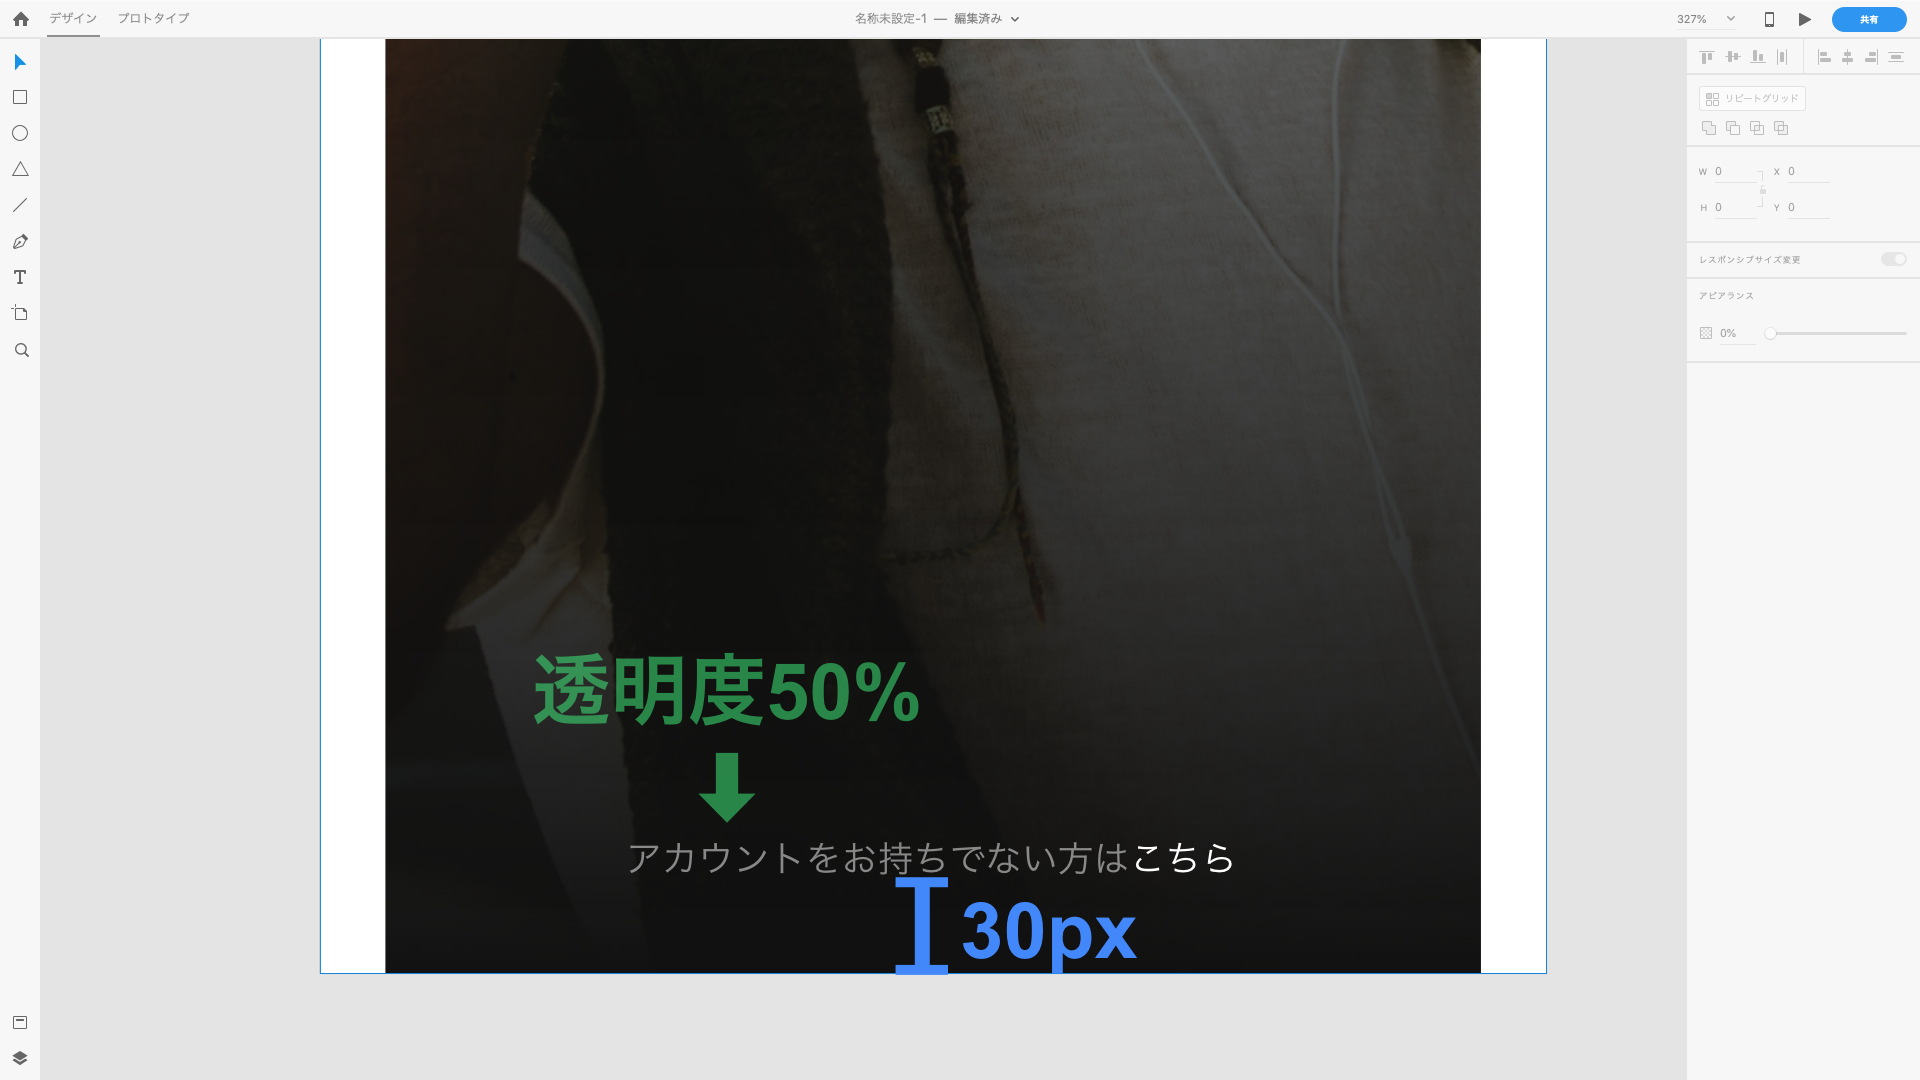 デザイン プロトタイプ 名称未設定-1 — 編集済み 327% 共有
リピートグリッド
W 0 X 0
H 0 Y 0
レスポンシブサイズ変更
アピアランス
0%
透明度50%
アカウントをお持ちでない方はこちら
30px